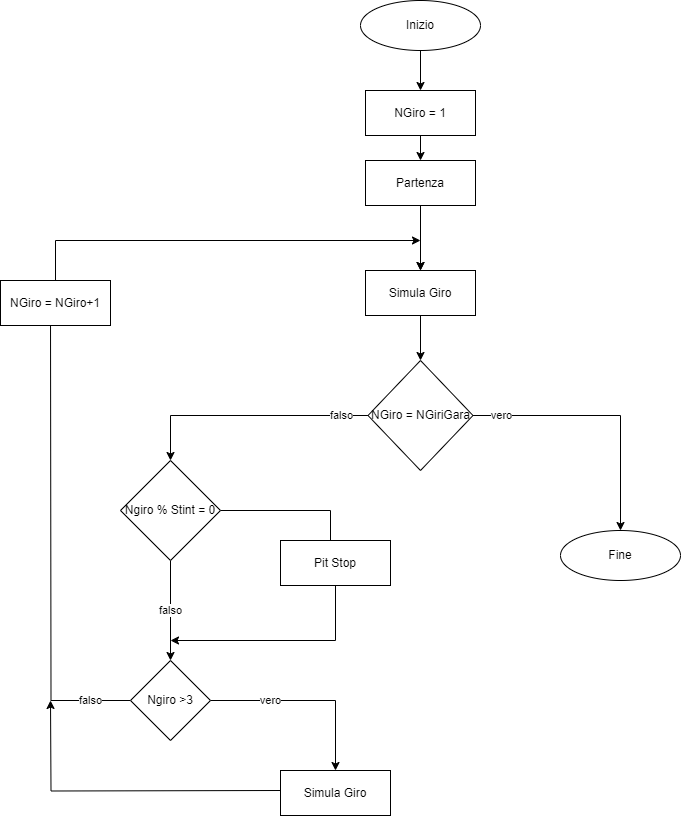 Inizio
NGiro = 1
Partenza
NGiro = NGiro+1
Simula Giro
falso
NGiro = NGiriGara
vero
Ngiro % Stint = 0
Pit Stop
Fine
falso
falso
Ngiro >3
vero
Simula Giro